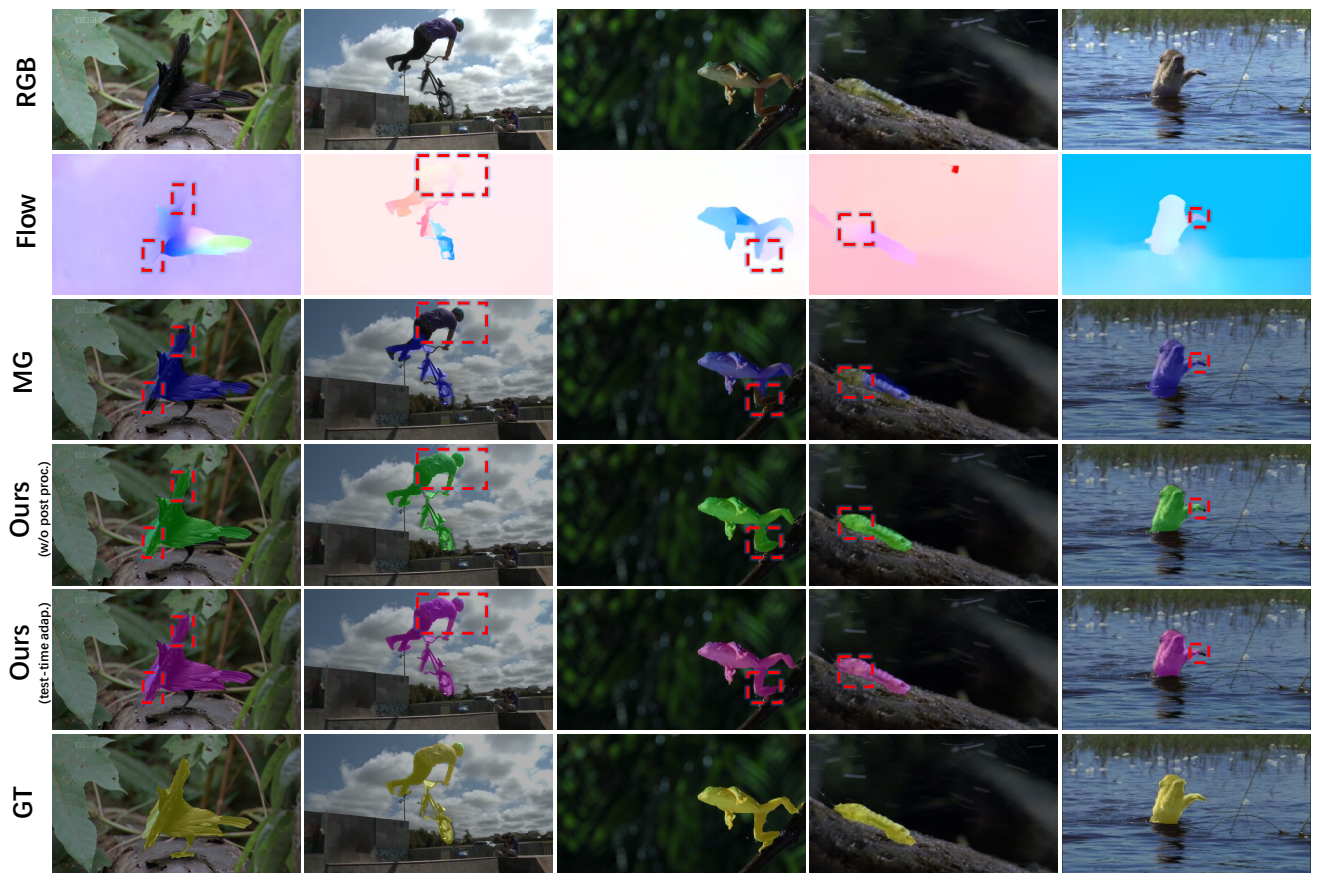 RGB
Flow
MG
Ours
(w/o post proc.)
Ours
(test-time adap.)
GT